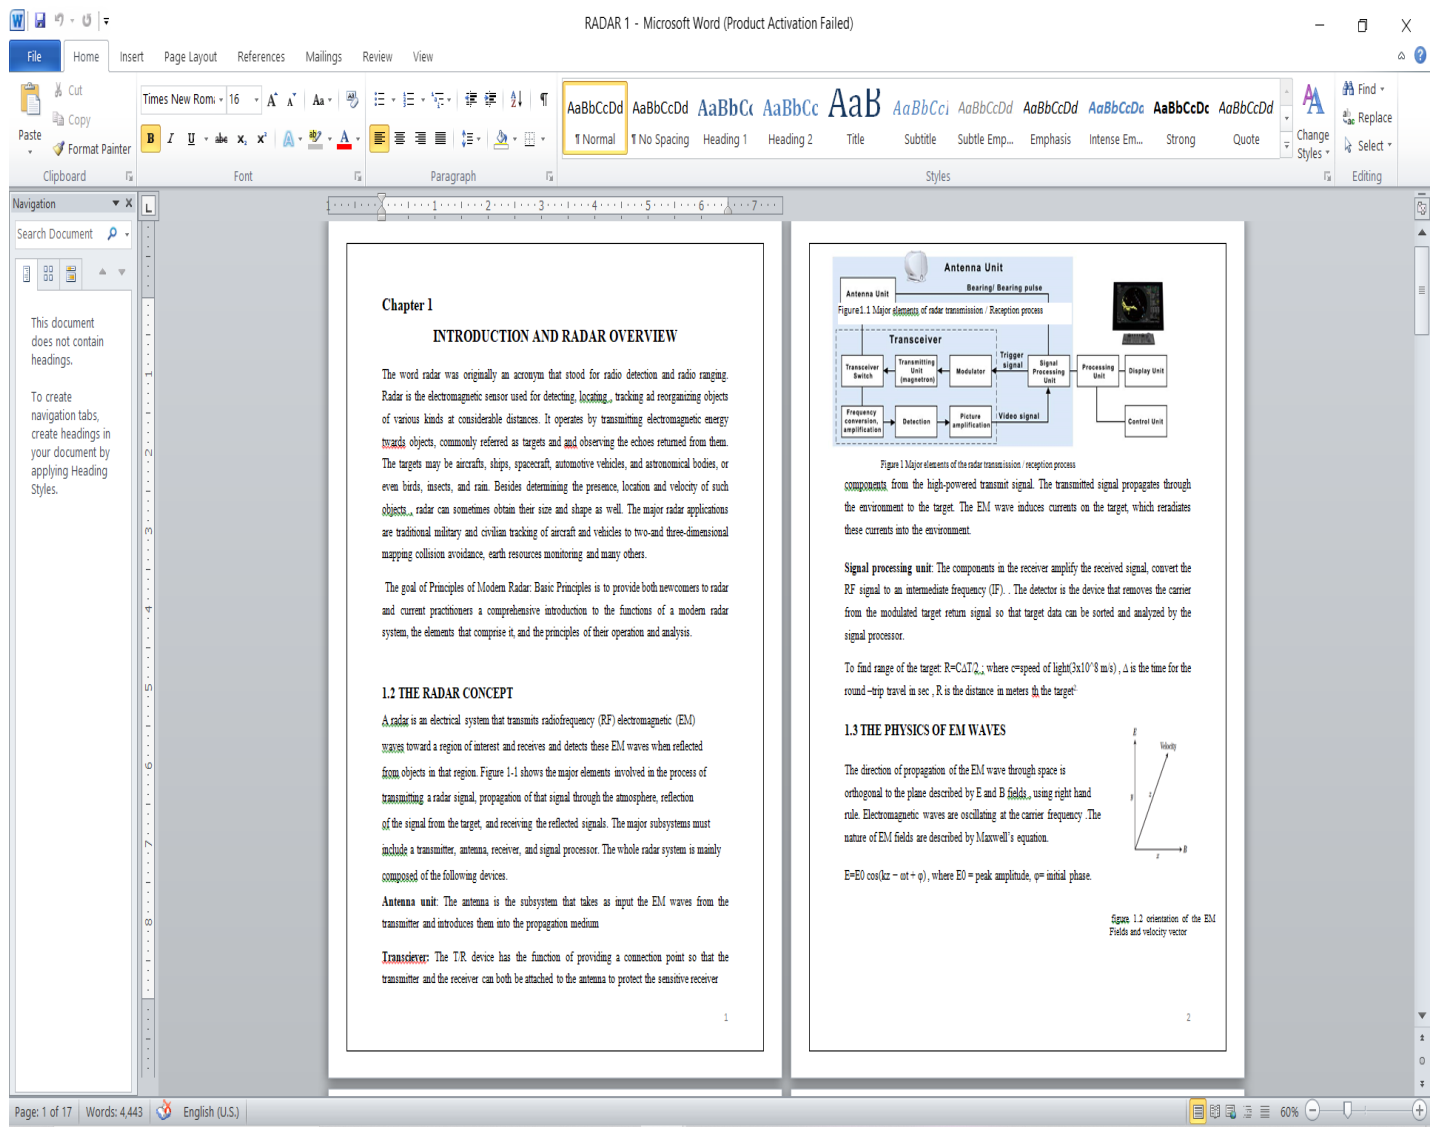 RADAR 1 - Microsoft Word (Product Activation Failed)
File Home Insert Page Layout References Mailings Review View
Paste
Cut
Copy
Format Painter
Clipboard
Times New Rom 16
Font
Paragraph
AaBbCcDd AaBbCcDd AaBbCc AaBbCc AaB AaBbCcl AaBbCcDd AaBbCcDd AaBbCcDc AaBbCcDc AaBbCcDd
¶ Normal ¶ No Spacing Heading 1 Heading 2 Title Subtitle Subtle Emp... Emphasis Intense Em... Strong Quote
Styles
Change
Styles
Find
Replace
Select
Editing
Navigation
Search Document
This document
does not contain
headings.
To create
navigation tabs,
create headings in
your document by
applying Heading
Styles.
1 2 3 4 5 6 7
1 2 3 4 5 6 7 8
Chapter 1
INTRODUCTION AND RADAR OVERVIEW
The word radar was originally an acronym that stood for radio detection and radio ranging.
Radar is the electromagnetic sensor used for detecting, locating , tracking ad reorganizing objects
of various kinds at considerable distances. It operates by transmitting electromagnetic energy
twards objects, commonly referred as targets and and observing the echoes returned from them.
The targets may be aircrafts, ships, spacecraft, automotive vehicles, and astronomical bodies, or
even birds, insects, and rain. Besides determining the presence, location and velocity of such
objects , radar can sometimes obtain their size and shape as well. The major radar applications
are traditional military and civilian tracking of aircraft and vehicles to two-and three-dimensional
mapping collision avoidance, earth resources monitoring and many others.
The goal of Principles of Modern Radar: Basic Principles is to provide both newcomers to radar
and current practitioners a comprehensive introduction to the functions of a modern radar
system, the elements that comprise it, and the principles of their operation and analysis.
1.2 THE RADAR CONCEPT
A radar is an electrical system that transmits radiofrequency (RF) electromagnetic (EM)
waves toward a region of interest and receives and detects these EM waves when reflected
from objects in that region. Figure 1-1 shows the major elements involved in the process of
transmitting a radar signal, propagation of that signal through the atmosphere, reflection
of the signal from the target, and receiving the reflected signals. The major subsystems must
include a transmitter, antenna, receiver, and signal processor. The whole radar system is mainly
composed of the following devices.
Antenna unit: The antenna is the subsystem that takes as input the EM waves from the
transmitter and introduces them into the propagation medium
Transciever: The T/R device has the function of providing a connection point so that the
transmitter and the receiver can both be attached to the antenna to protect the sensitive receiver
1
Antenna Unit
Bearing/ Bearing pulse
Antenna Unit
Figure1.1 Major elements of radar transmission / Reception process
Transceiver
Trigger
signal
Transceiver
Switch
Transmitting
Unit
(magnetron)
Modulator
Signal
Processing
Unit
Processing
Unit
Display Unit
Frequency
conversion,
amplification
Detection
Picture
amplification
Video signal
Control Unit
Figure 1 Major elements of the radar transmission / reception process
components from the high-powered transmit signal. The transmitted signal propagates through
the environment to the target. The EM wave induces currents on the target, which reradiates
these currents into the environment.
Signal processing unit: The components in the receiver amplify the received signal, convert the
RF signal to an intermediate frequency (IF). . The detector is the device that removes the carrier
from the modulated target return signal so that target data can be sorted and analyzed by the
signal processor.
To find range of the target: R=CΔT/2 ; where c=speed of light(3x10^8 m/s) , Δ is the time for the
round –trip travel in sec , R is the distance in meters th the target
1.3 THE PHYSICS OF EM WAVES
The direction of propagation of the EM wave through space is
orthogonal to the plane described by E and B fields , using right hand
rule. Electromagnetic waves are oscillating at the carrier frequency .The
nature of EM fields are described by Maxwell's equation.
E=E0 cos(kz − ωt + φ) , where E0 = peak amplitude, φ= initial phase.
E
Velocity
y
z
x
B
figure 1.2 orientation of the EM
Fields and velocity vector
2
Page: 1 of 17 Words: 4,443 English (U.S.) 60%